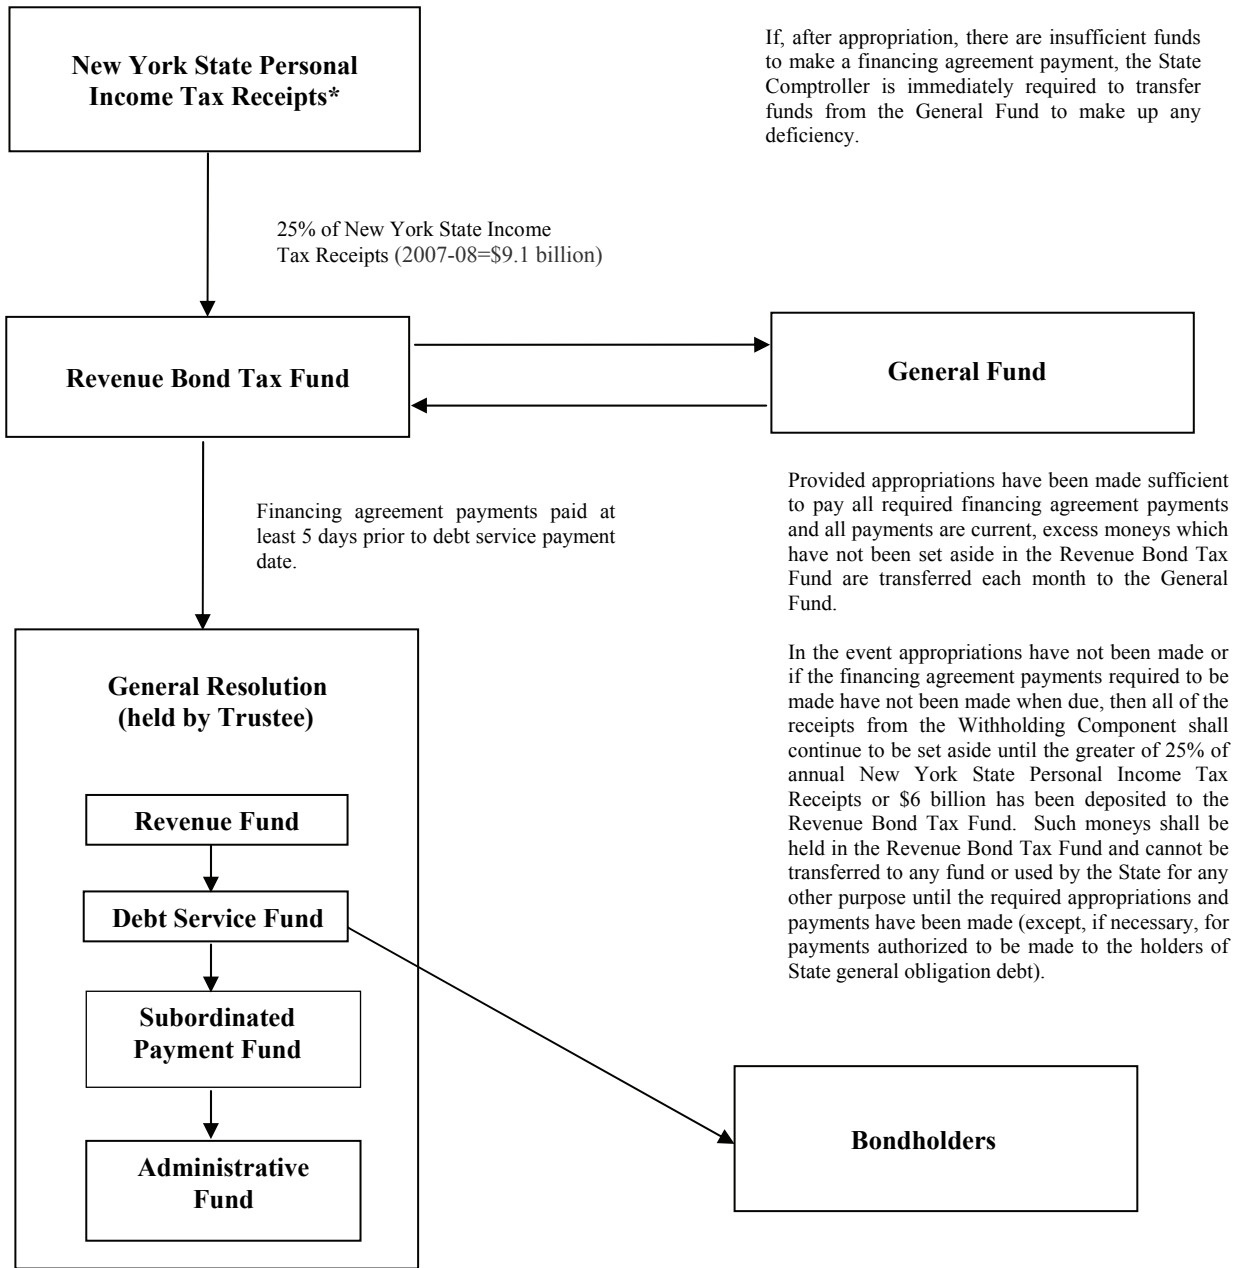 New York State Personal
Income Tax Receipts*
If, after appropriation, there are insufficient funds
to make a financing agreement payment, the State
Comptroller is immediately required to transfer
funds from the General Fund to make up any
deficiency.
25% of New York State Income
Tax Receipts (2007-08=$9.1 billion)
Revenue Bond Tax Fund
General Fund
Financing agreement payments paid at
least 5 days prior to debt service payment
date.
Provided appropriations have been made sufficient
to pay all required financing agreement payments
and all payments are current, excess moneys which
have not been set aside in the Revenue Bond Tax
Fund are transferred each month to the General
Fund.
In the event appropriations have not been made or
if the financing agreement payments required to be
made have not been made when due, then all of the
receipts from the Withholding Component shall
continue to be set aside until the greater of 25% of
annual New York State Personal Income Tax
Receipts or $6 billion has been deposited to the
Revenue Bond Tax Fund. Such moneys shall be
held in the Revenue Bond Tax Fund and cannot be
transferred to any fund or used by the State for any
other purpose until the required appropriations and
payments have been made (except, if necessary, for
payments authorized to be made to the holders of
State general obligation debt).
General Resolution
(held by Trustee)
Revenue Fund
Debt Service Fund
Subordinated
Payment Fund
Administrative
Fund
Bondholders